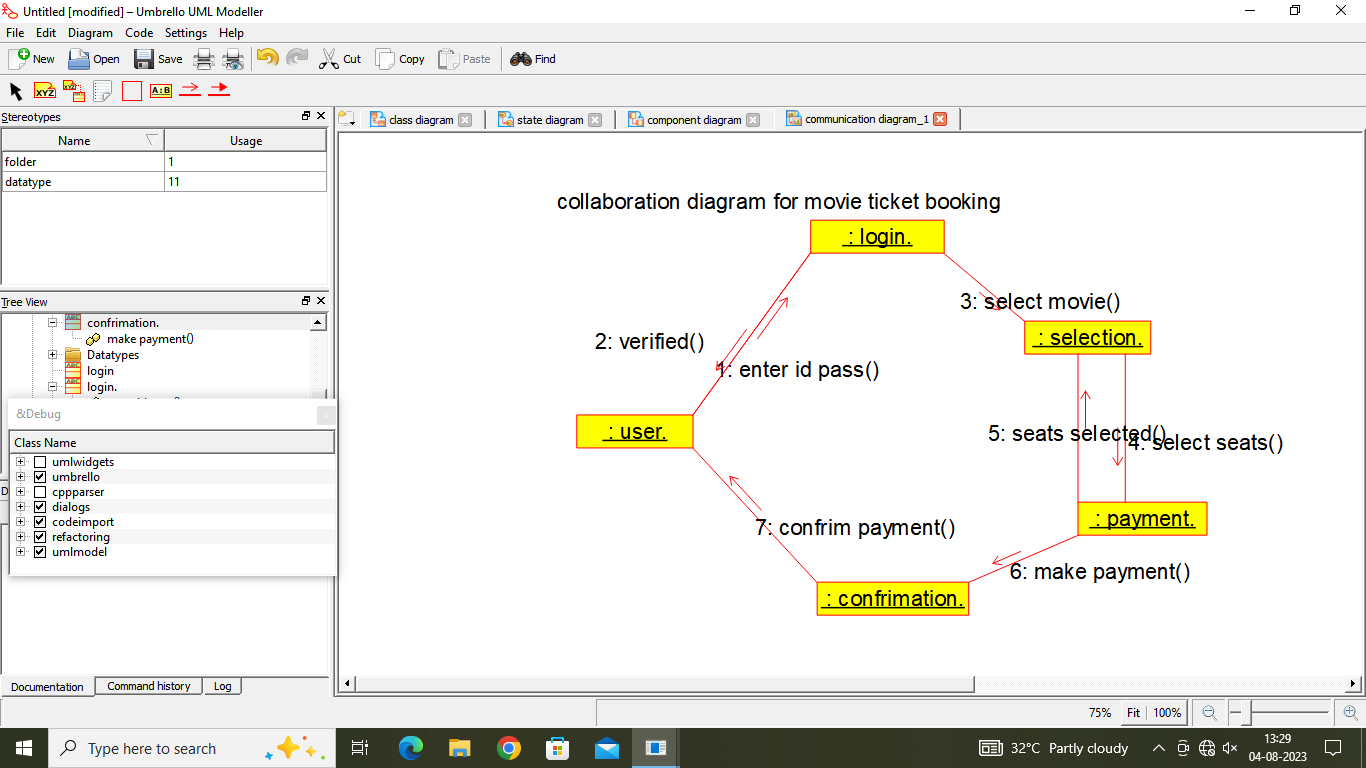 Untitled [modified] – Umbrello UML Modeller
File Edit Diagram Code Settings Help
New Open Save Cut Copy Paste Find
XYZ XYZ A:B
Stereotypes
Name Usage
folder 1
datatype 11
Tree View
confrimation.
make payment()
Datatypes
login
login.
&Debug
Class Name
umlwidgets
umbrello
cppparser
dialogs
codeimport
refactoring
umlmodel
D
Documentation Command history Log
class diagram state diagram component diagram communication diagram_1
collaboration diagram for movie ticket booking
: login.
3: select movie()
: selection.
2: verified()
1: enter id pass()
: user.
5: seats selected()
4: select seats()
: payment.
7: confrim payment()
6: make payment()
: confrimation.
75% Fit 100%
Type here to search
32°C Partly cloudy
13:29
04-08-2023